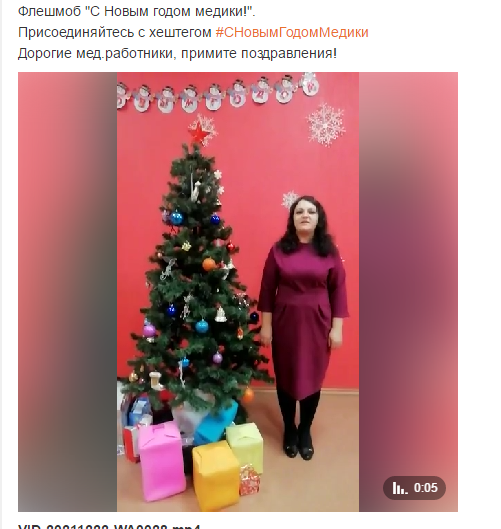 Флешмоб "С Новым годом медики!".
Присоединяйтесь с хештегом #СНовымГодомМедики
Дорогие мед.работники, примите поздравления!
0:05